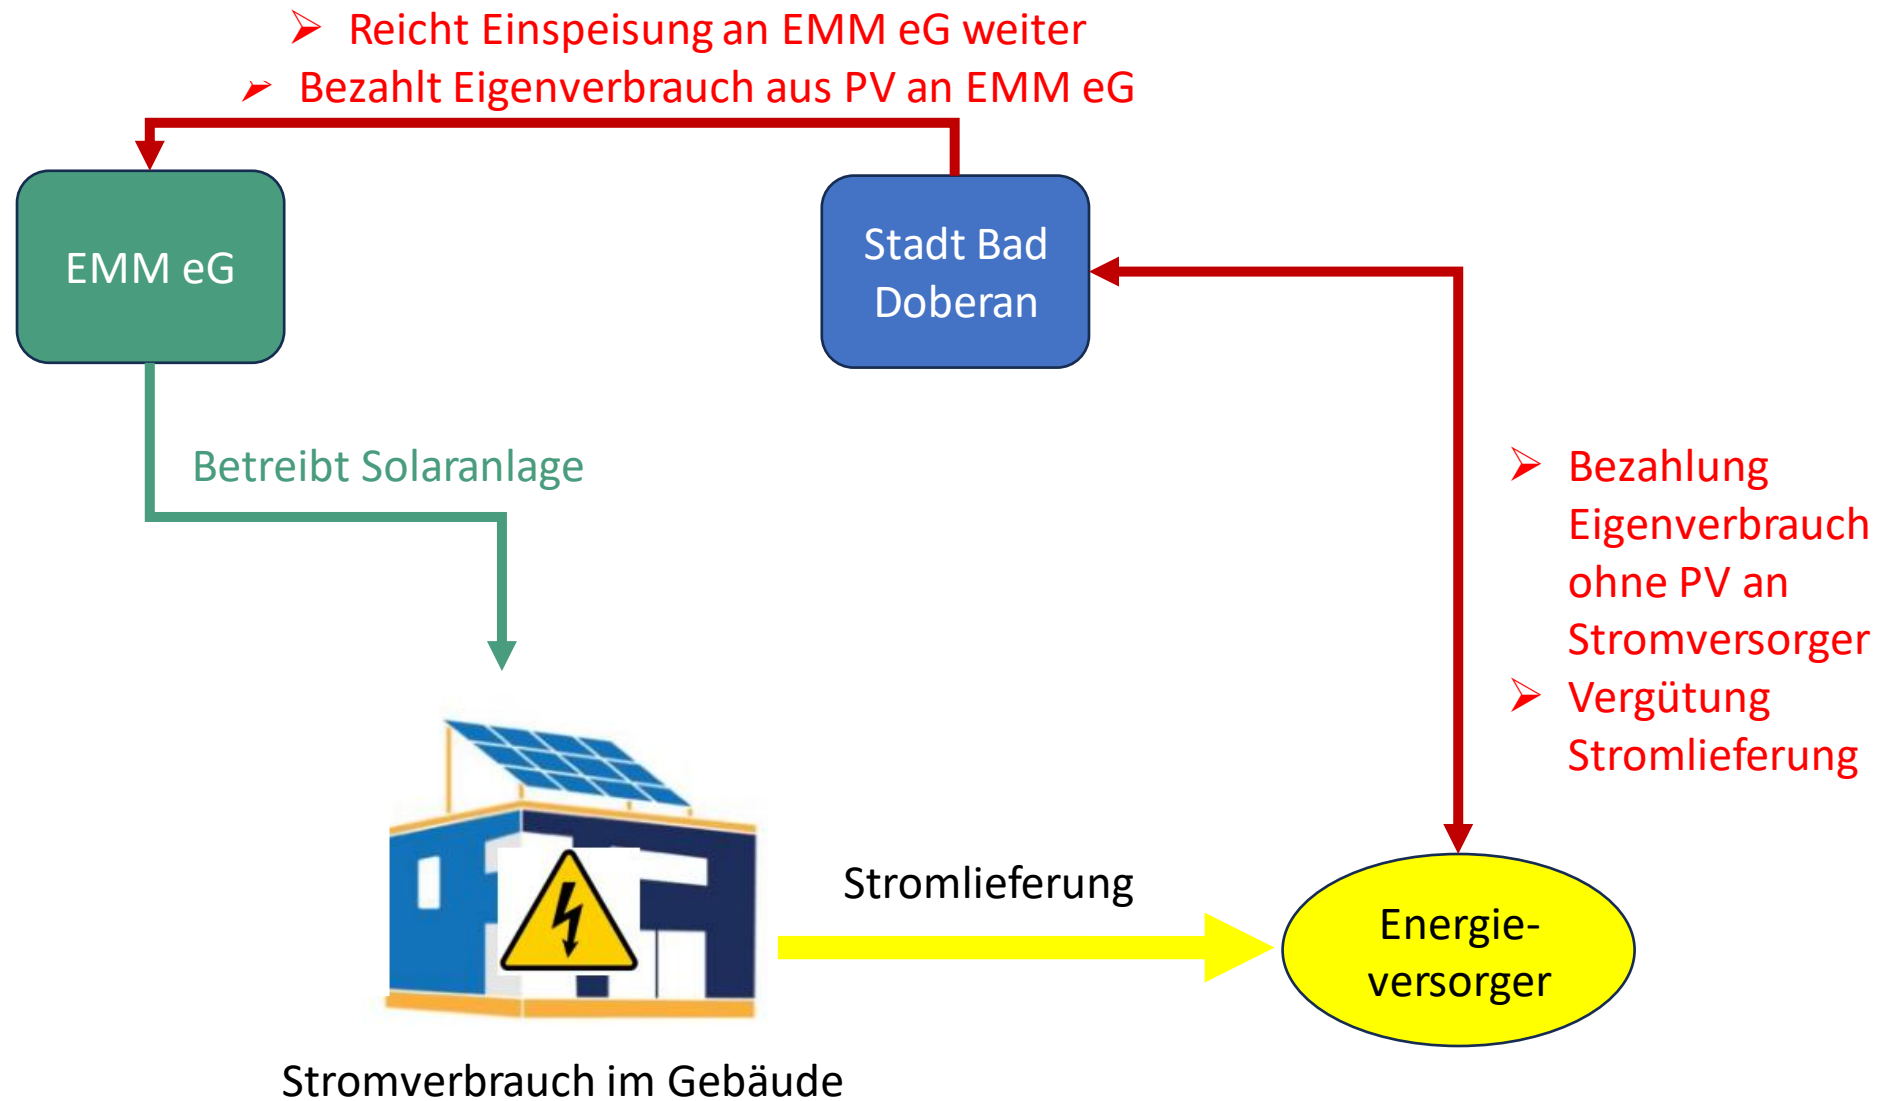 ➢ Reicht Einspeisung an EMM eG weiter
➢ Bezahlt Eigenverbrauch aus PV an EMM eG
EMM eG
Stadt Bad
Doberan
Betreibt Solaranlage
➢ Bezahlung
Eigenverbrauch
ohne PV an
Stromversorger
➢ Vergütung
Stromlieferung
Stromlieferung
Energie-
versorger
Stromverbrauch im Gebäude